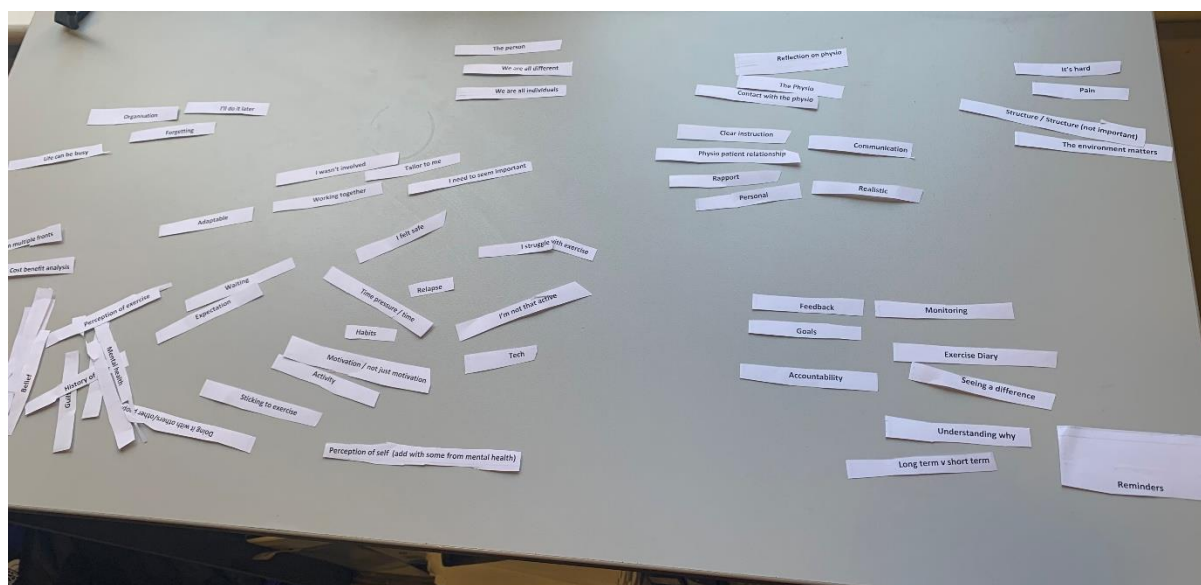 The person
We are all different
We are all individuals
Reflection on physio
The Physio
Contact with the physio
It's hard
Pain
Structure / Structure (not important)
The environment matters
Organisation
I'll do it later
Forgetting
Life can be busy
I wasn't involved
Tailor to me
I need to seem important
Working together
Adaptable
Clear instruction
Communication
Physio patient relationship
Rapport
Personal
Realistic
multiple fronts
Cost benefit analysis
I felt safe
I struggle with exercise
Waiting
Expectation
Perception of exercise
Time pressure / time
Relapse
I'm not that active
Habits
Tech
Motivation / not just motivation
Activity
Sticking to exercise
Mental health
Belief
History of
Doing it with others/other
Perception of self (add with some from mental health)
Feedback
Monitoring
Goals
Exercise Diary
Accountability
Seeing a difference
Understanding why
Long term v short term
Reminders